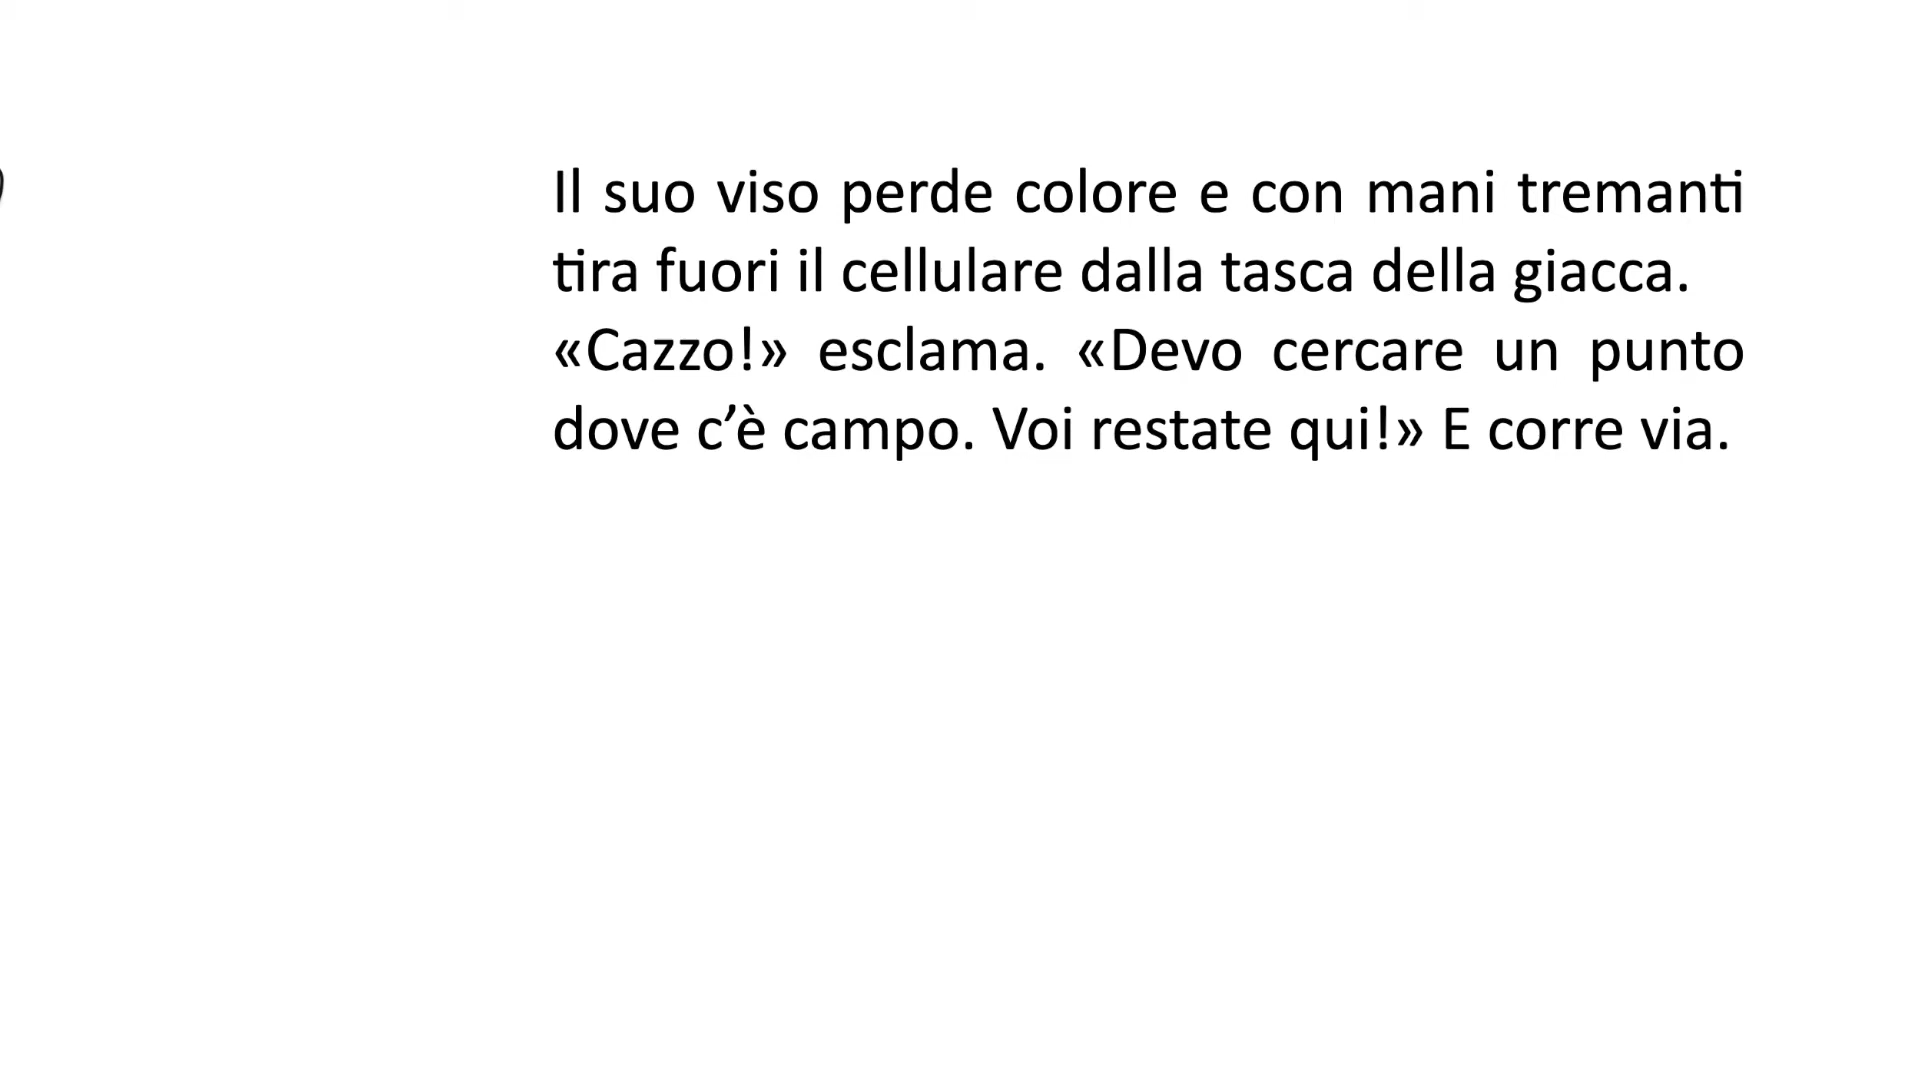 Il suo viso perde colore e con mani tremanti
tira fuori il cellulare dalla tasca della giacca.
«Cazzo!» esclama. «Devo cercare un punto
dove c’è campo. Voi restate qui!» E corre via.